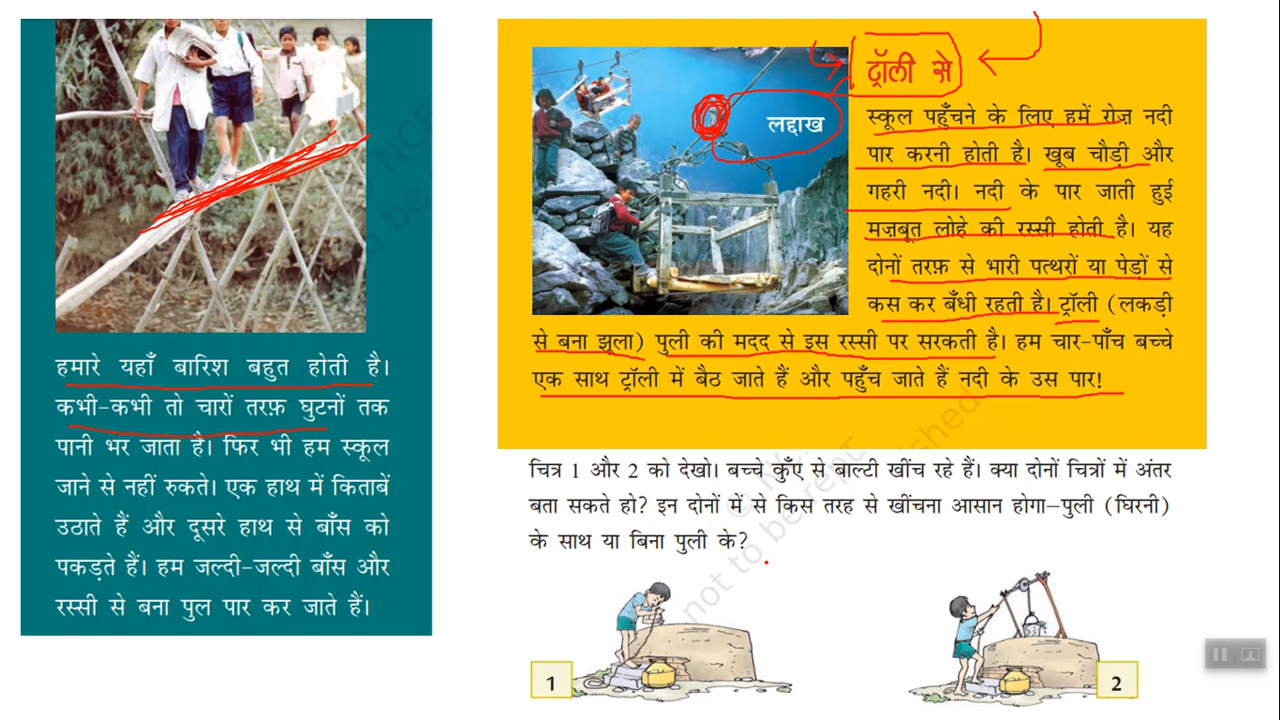 हमारे यहाँ बारिश बहुत होती है।
कभी-कभी तो चारों तरफ़ घुटनों तक
पानी भर जाता है। फिर भी हम स्कूल
जाने से नहीं रुकते। एक हाथ में किताबें
उठाते हैं और दूसरे हाथ से बाँस को
पकड़ते हैं। हम जल्दी-जल्दी बाँस और
रस्सी से बना पुल पार कर जाते हैं।
ट्रॉली से
लद्दाख
स्कूल पहुँचने के लिए हमें रोज़ नदी
पार करनी होती है। खूब चौड़ी और
गहरी नदी। नदी के पार जाती हुई
मज़बूत लोहे की रस्सी होती है। यह
दोनों तरफ़ से भारी पत्थरों या पेड़ों से
कस कर बँधी रहती है। ट्रॉली (लकड़ी
से बना झूला) पुली की मदद से इस रस्सी पर सरकती है। हम चार-पाँच बच्चे
एक साथ ट्रॉली में बैठ जाते हैं और पहुँच जाते हैं नदी के उस पार!
चित्र 1 और 2 को देखो। बच्चे कुँए से बाल्टी खींच रहे हैं। क्या दोनों चित्रों में अंतर
बता सकते हो? इन दोनों में से किस तरह से खींचना आसान होगा–पुली (घिरनी)
के साथ या बिना पुली के?
1
2